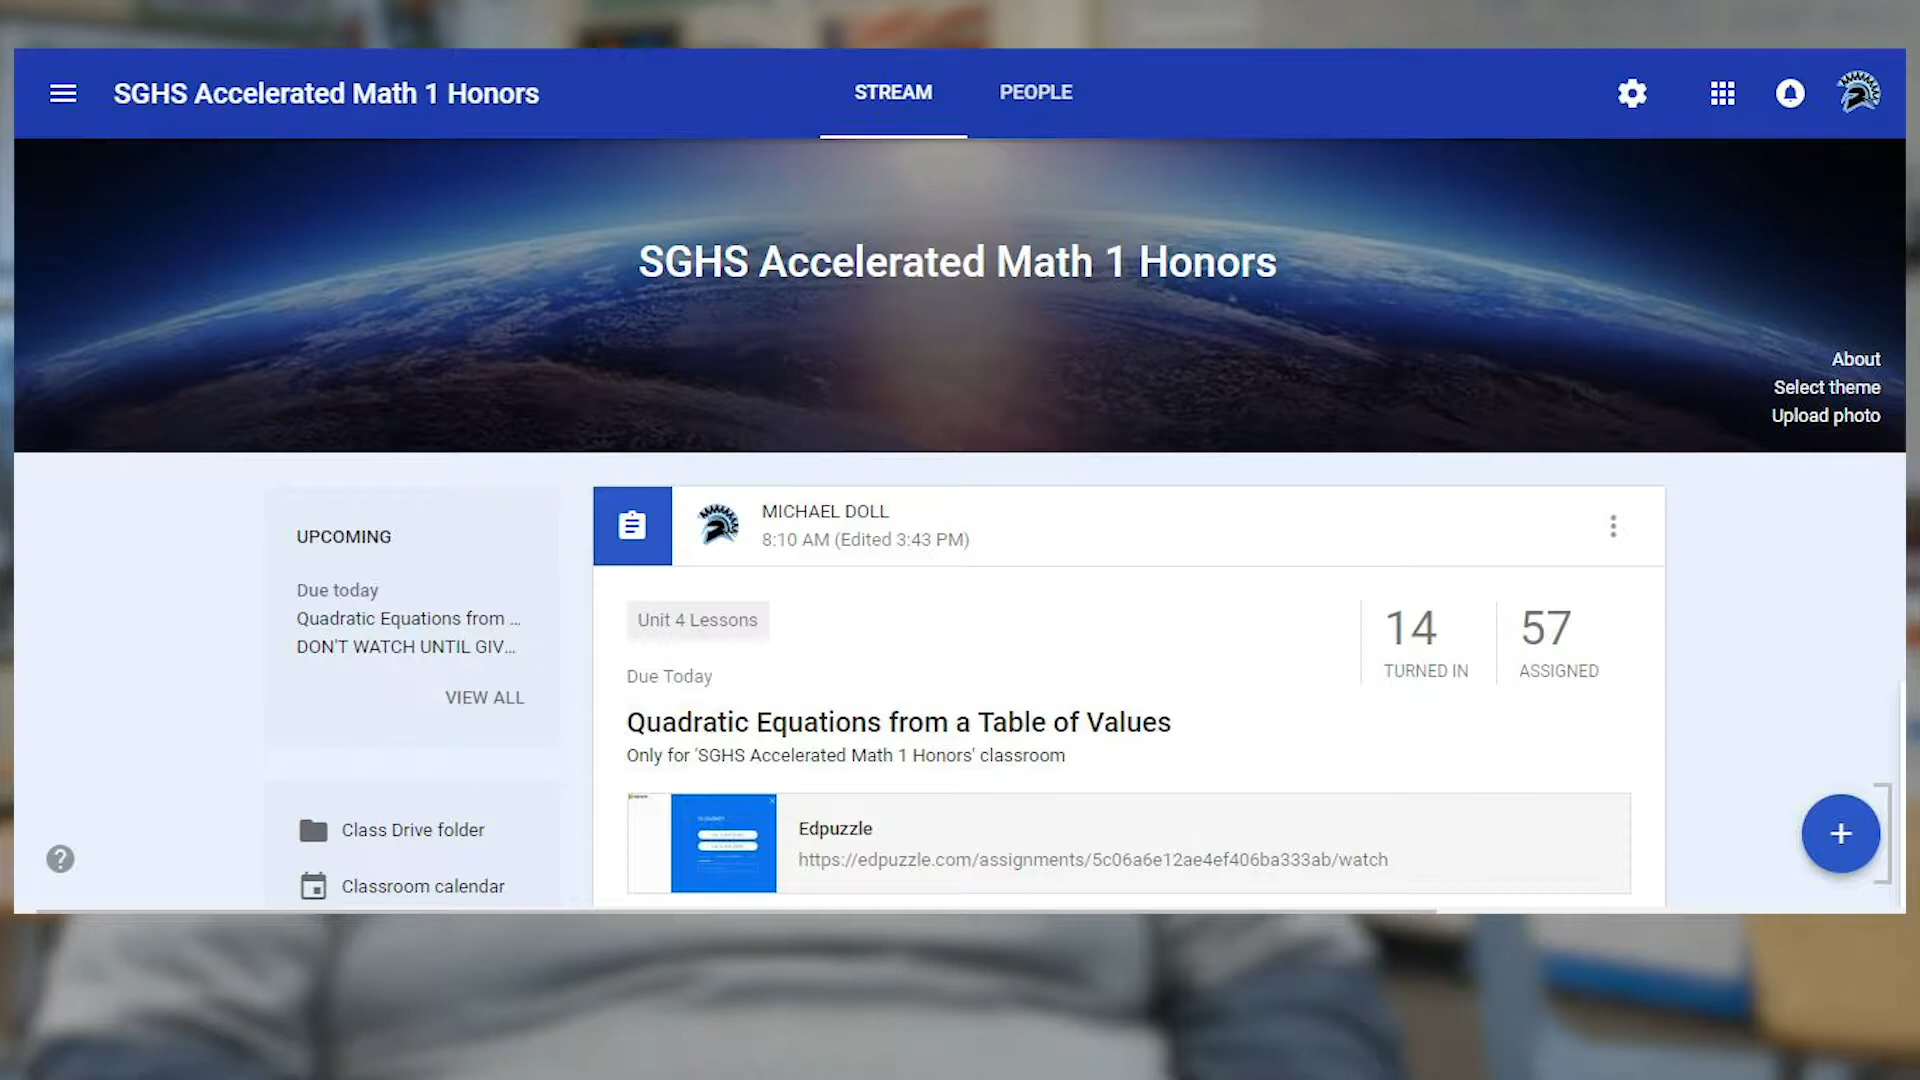 SGHS Accelerated Math 1 Honors
STREAM
PEOPLE
SGHS Accelerated Math 1 Honors
About
Select theme
Upload photo
UPCOMING
Due today
Quadratic Equations from ...
DON'T WATCH UNTIL GIV...
VIEW ALL
Class Drive folder
Classroom calendar
MICHAEL DOLL
8:10 AM (Edited 3:43 PM)
Unit 4 Lessons
14
TURNED IN
57
ASSIGNED
Due Today
Quadratic Equations from a Table of Values
Only for 'SGHS Accelerated Math 1 Honors' classroom
Edpuzzle
https://edpuzzle.com/assignments/5c06a6e12ae4ef406ba333ab/watch